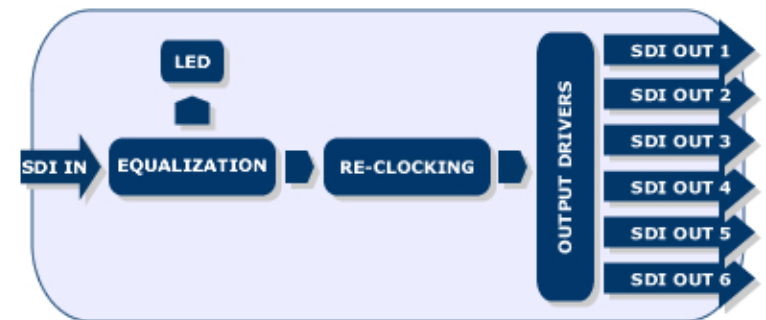 LED
SDI IN
EQUALIZATION
RE-CLOCKING
OUTPUT DRIVERS
SDI OUT 1
SDI OUT 2
SDI OUT 3
SDI OUT 4
SDI OUT 5
SDI OUT 6